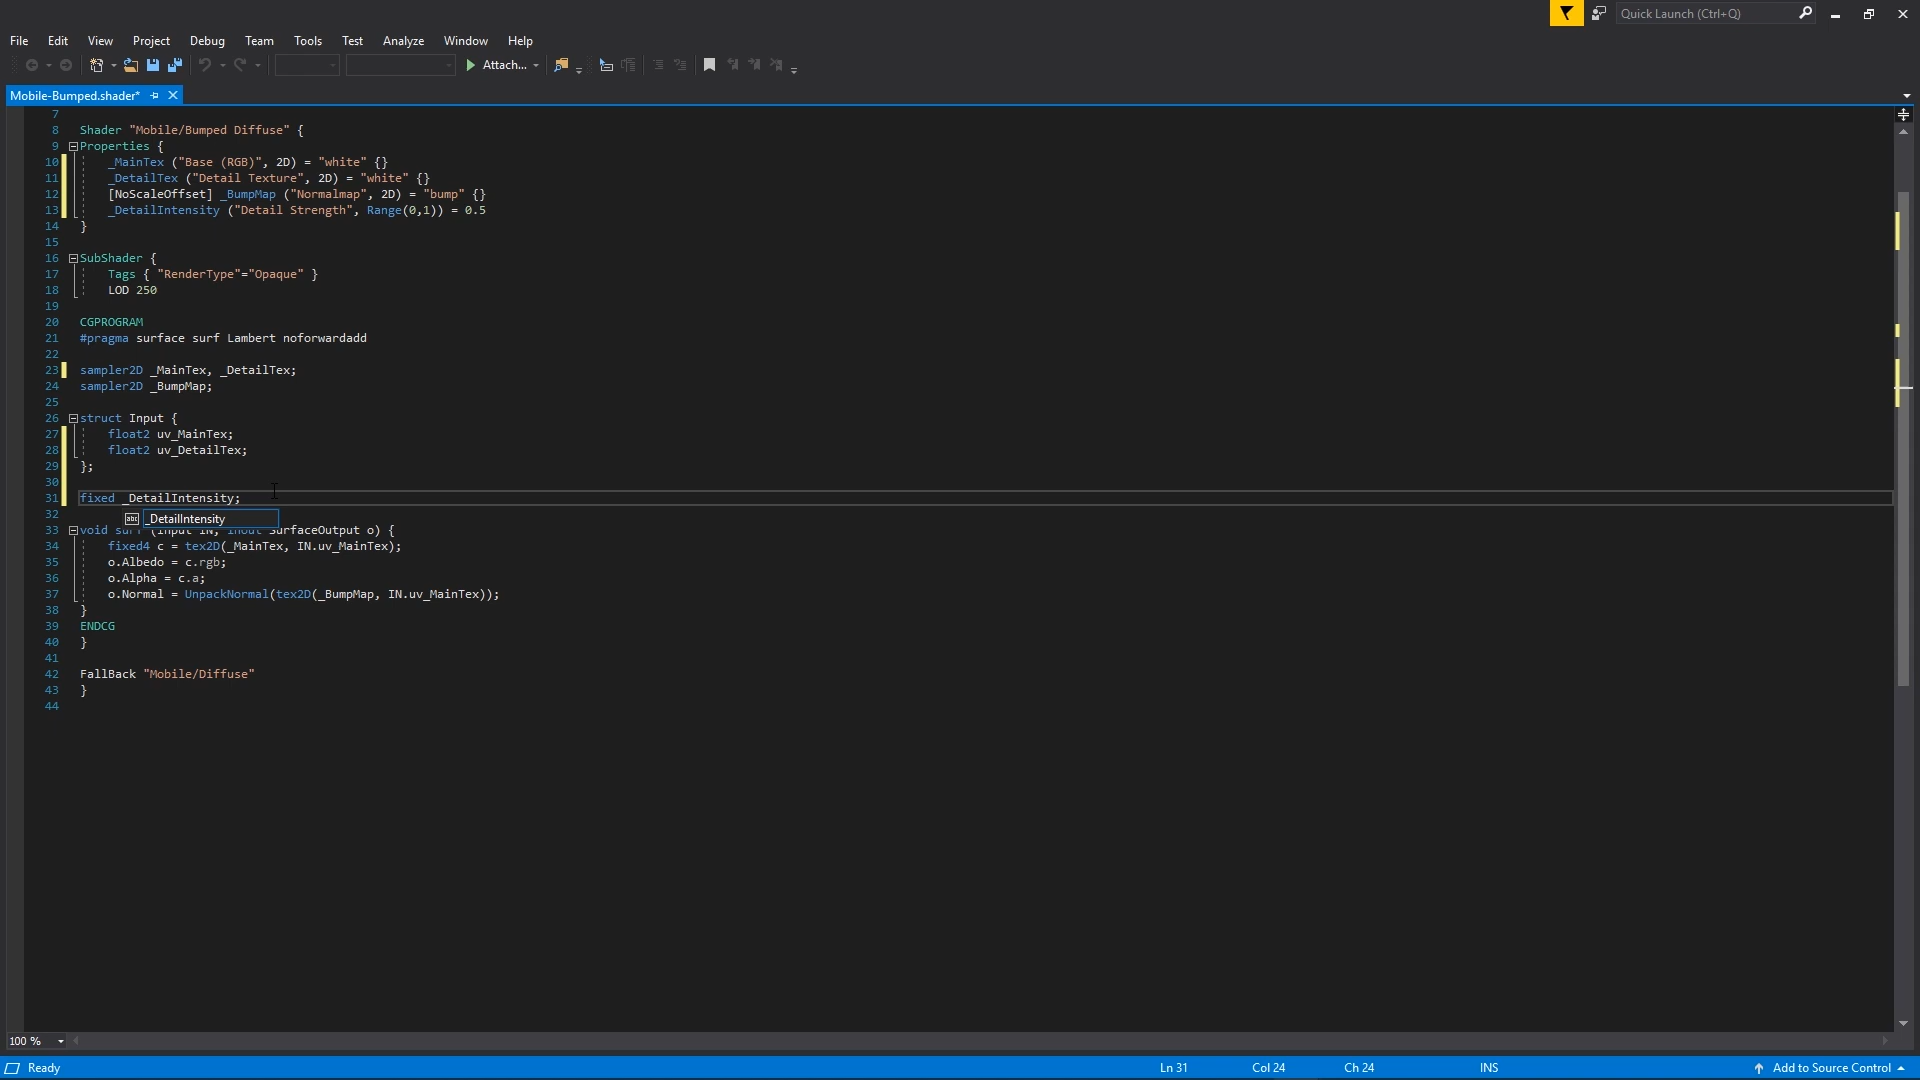 Quick Launch (Ctrl+Q)
File Edit View Project Debug Team Tools Test Analyze Window Help
Attach...
Mobile-Bumped.shader*
7
8 Shader "Mobile/Bumped Diffuse" {
9 Properties {
10 _MainTex ("Base (RGB)", 2D) = "white" {}
11 _DetailTex ("Detail Texture", 2D) = "white" {}
12 [NoScaleOffset] _BumpMap ("Normalmap", 2D) = "bump" {}
13 _DetailIntensity ("Detail Strength", Range(0,1)) = 0.5
14 }
15
16 SubShader {
17 Tags { "RenderType"="Opaque" }
18 LOD 250
19
20 CGPROGRAM
21 #pragma surface surf Lambert noforwardadd
22
23 sampler2D _MainTex, _DetailTex;
24 sampler2D _BumpMap;
25
26 struct Input {
27 float2 uv_MainTex;
28 float2 uv_DetailTex;
29 };
30
31 fixed _DetailIntensity;
32 abc _DetailIntensity
33 void surf (Input IN, inout SurfaceOutput o) {
34 fixed4 c = tex2D(_MainTex, IN.uv_MainTex);
35 o.Albedo = c.rgb;
36 o.Alpha = c.a;
37 o.Normal = UnpackNormal(tex2D(_BumpMap, IN.uv_MainTex));
38 }
39 ENDCG
40 }
41
42 FallBack "Mobile/Diffuse"
43 }
44
100 %
Ready Ln 31 Col 24 Ch 24 INS Add to Source Control